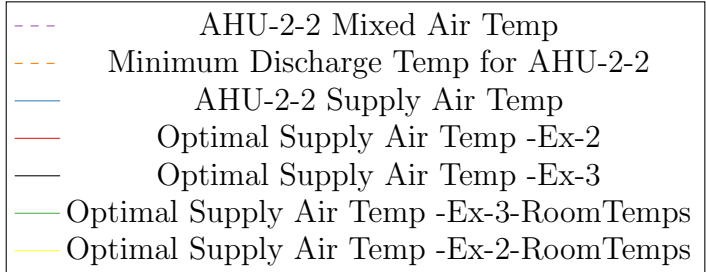 AHU-2-2 Mixed Air Temp
Minimum Discharge Temp for AHU-2-2
AHU-2-2 Supply Air Temp
Optimal Supply Air Temp -Ex-2
Optimal Supply Air Temp -Ex-3
Optimal Supply Air Temp -Ex-3-RoomTemps
Optimal Supply Air Temp -Ex-2-RoomTemps